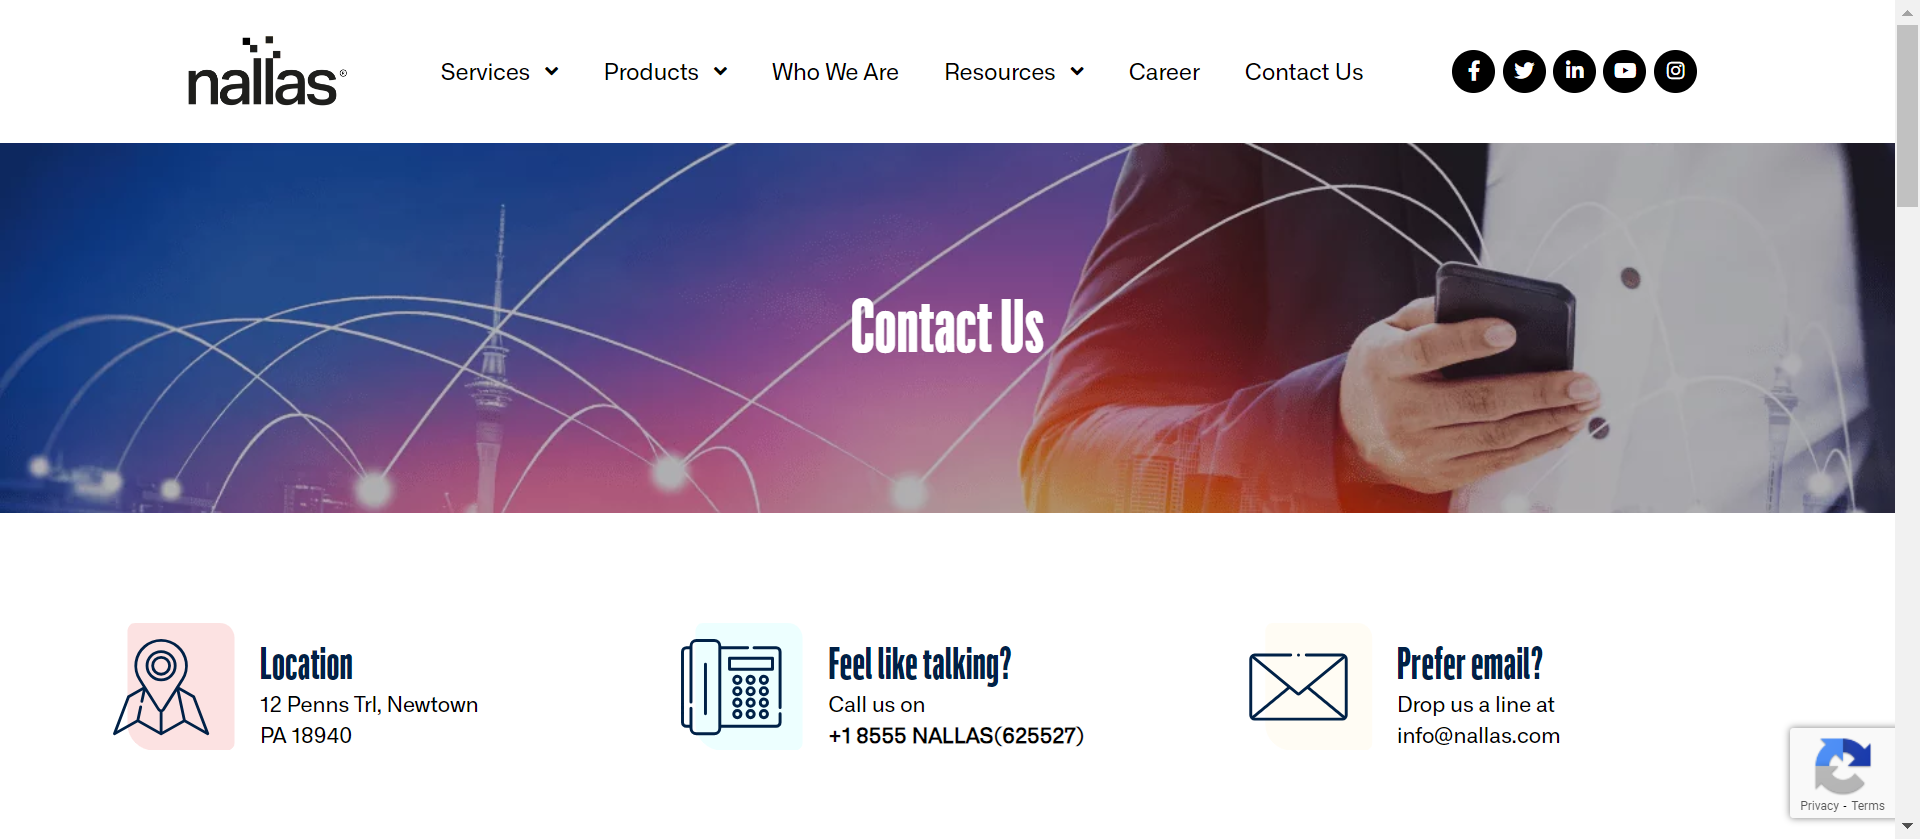 nallas®
Services
Products
Who We Are
Resources
Career
Contact Us
Contact Us
Location
12 Penns Trl, Newtown
PA 18940
Feel like talking?
Call us on
+1 8555 NALLAS(625527)
Prefer email?
Drop us a line at
info@nallas.com
Privacy - Terms